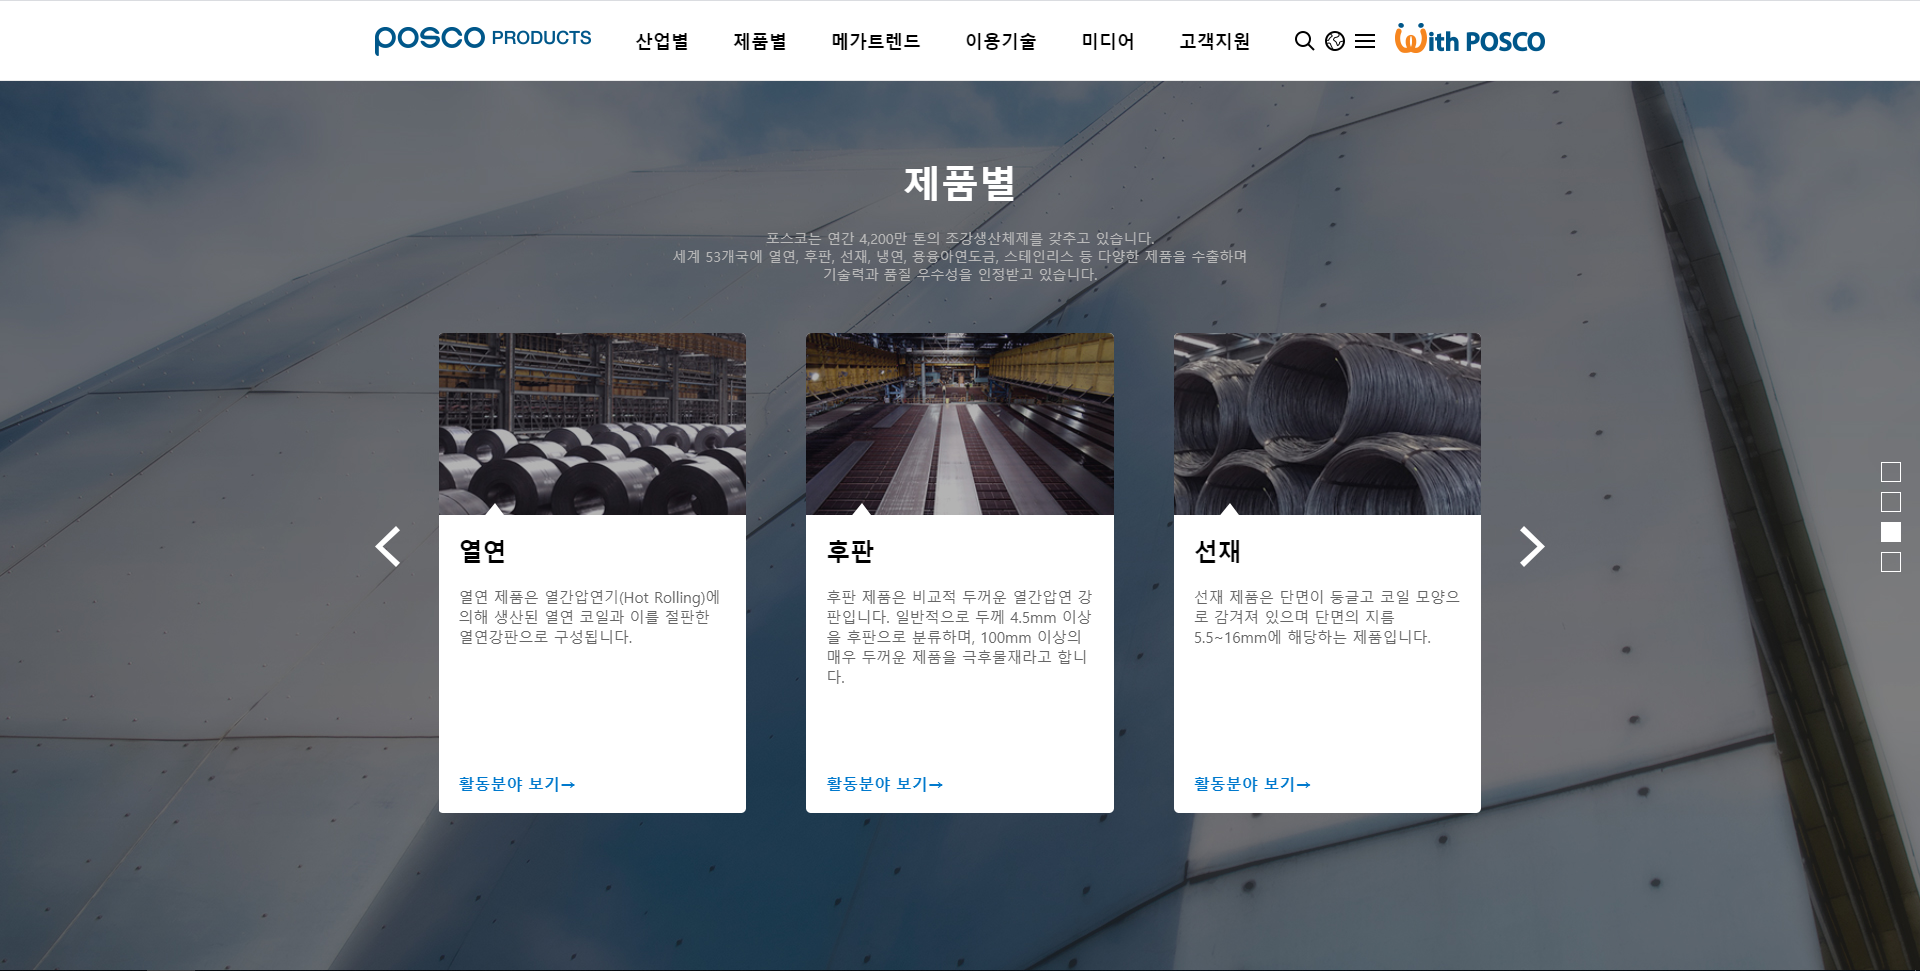 posco PRODUCTS 산업별 제품별 메가트렌드 이용기술 미디어 고객지원 With POSCO
제품별
포스코는 연간 4,200만 톤의 조강생산체제를 갖추고 있습니다.
세계 53개국에 열연, 후판, 선재, 냉연, 용융아연도금, 스테인리스 등 다양한 제품을 수출하며
기술력과 품질 우수성을 인정받고 있습니다.
열연
열연 제품은 열간압연기(Hot Rolling)에
의해 생산된 열연 코일과 이를 절판한
열연강판으로 구성됩니다.
활동분야 보기→
후판
후판 제품은 비교적 두꺼운 열간압연 강
판입니다. 일반적으로 두께 4.5mm 이상
을 후판으로 분류하며, 100mm 이상의
매우 두꺼운 제품을 극후물재라고 합니
다.
활동분야 보기→
선재
선재 제품은 단면이 둥글고 코일 모양으
로 감겨져 있으며 단면의 지름
5.5~16mm에 해당하는 제품입니다.
활동분야 보기→